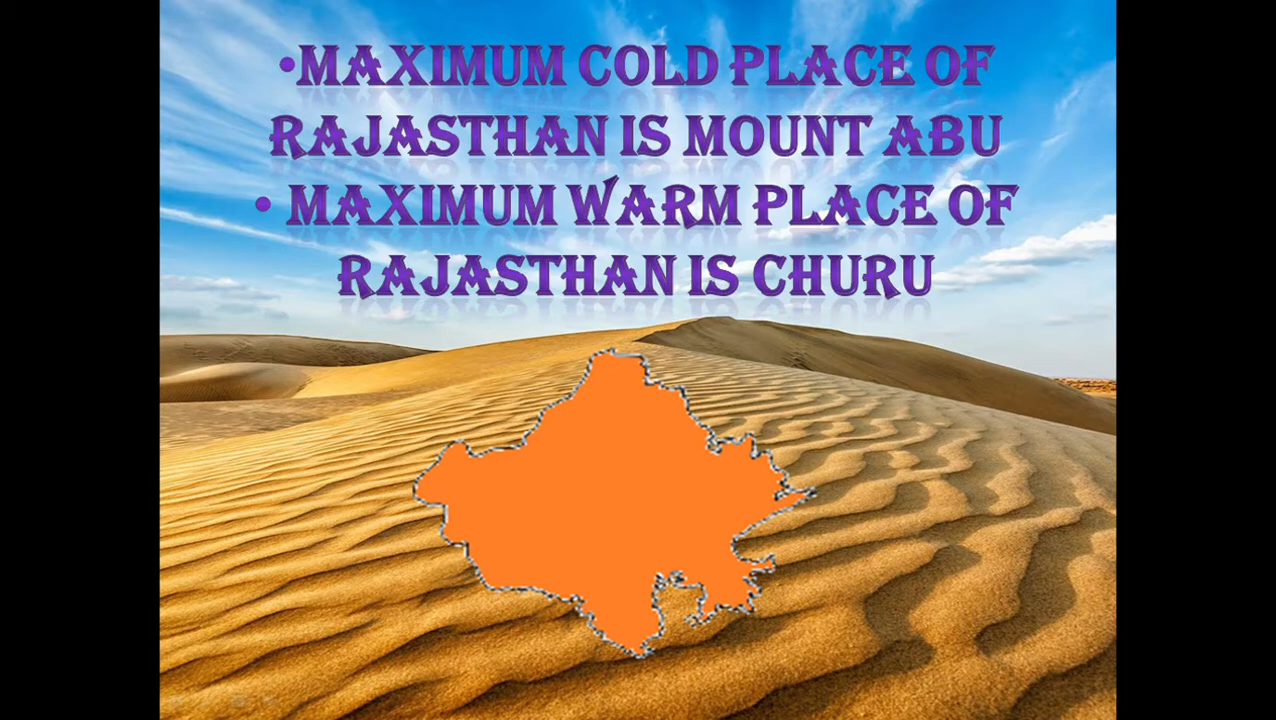 •MAXIMUM COLD PLACE OF
RAJASTHAN IS MOUNT ABU
• MAXIMUM WARM PLACE OF
RAJASTHAN IS CHURU